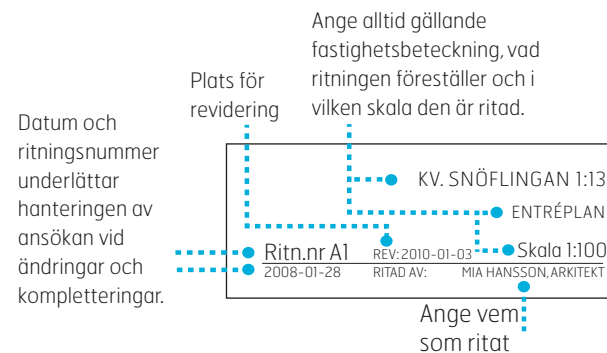 Ange alltid gällande
fastighetsbeteckning, vad
ritningen föreställer och i
vilken skala den är ritad.
Plats för
revidering
Datum och
ritningsnummer
underlättar
hanteringen av
ansökan vid
ändringar och
kompletteringar.
KV. SNÖFLINGAN 1:13
ENTRÉPLAN
Ritn.nr A1
REV: 2010-01-03
Skala 1:100
2008-01-28
RITAD AV:
MIA HANSSON, ARKITEKT
Ange vem
som ritat